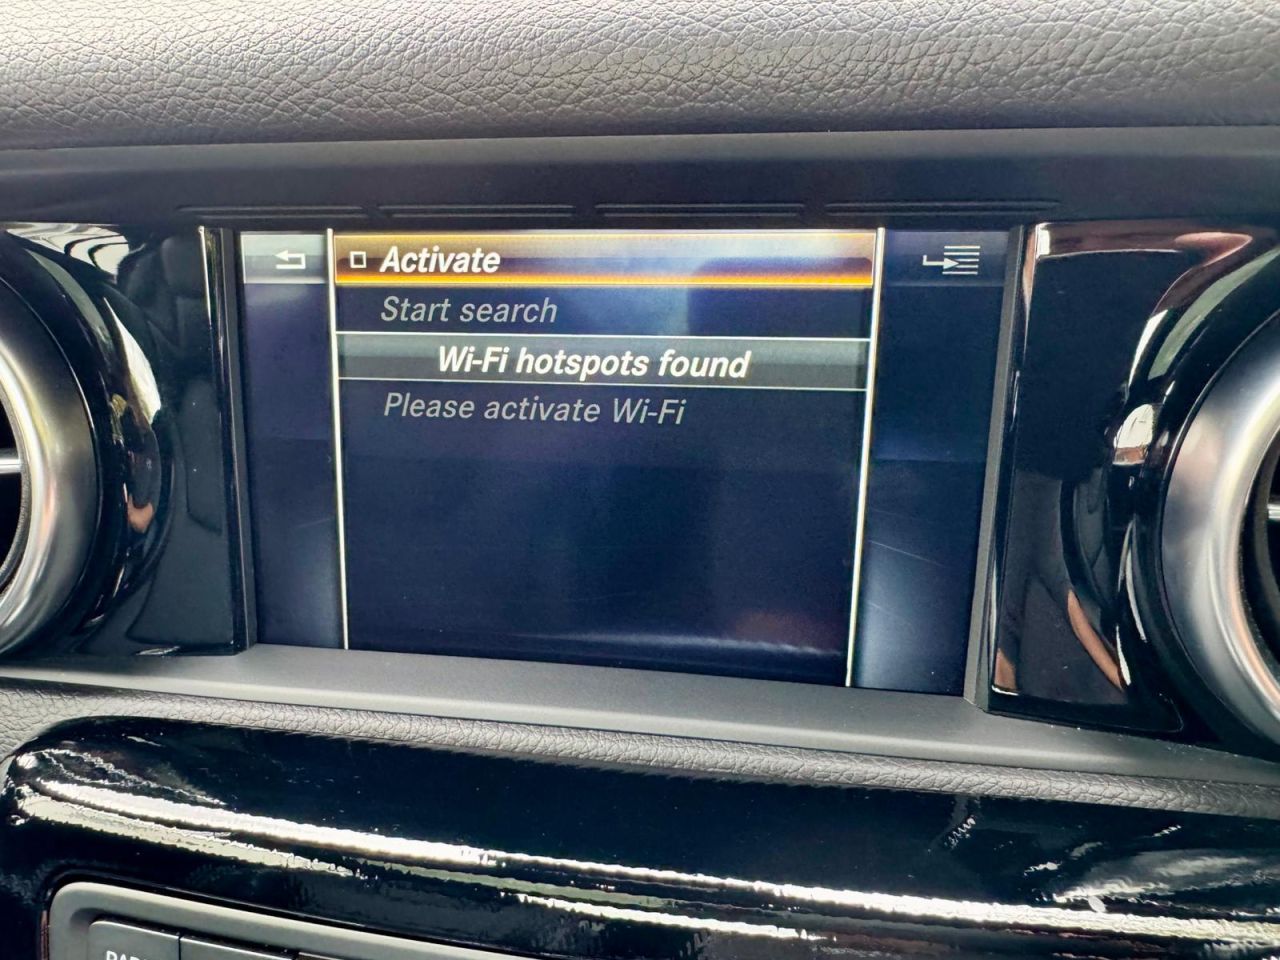 Activate
Start search
Wi-Fi hotspots found
Please activate Wi-Fi